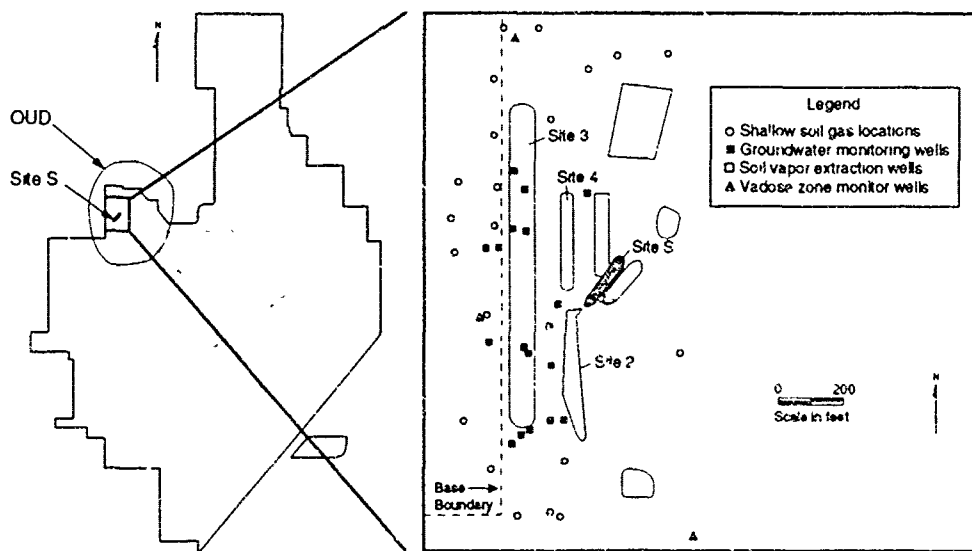 N
OUD
Site S
Site 3
Site 4
Site S
Site 2
Legend
Shallow soil gas locations
Groundwater monitoring wells
Soil vapor extraction wells
Vadose zone monitor wells
N
0 200
Scale in feet
Base
Boundary